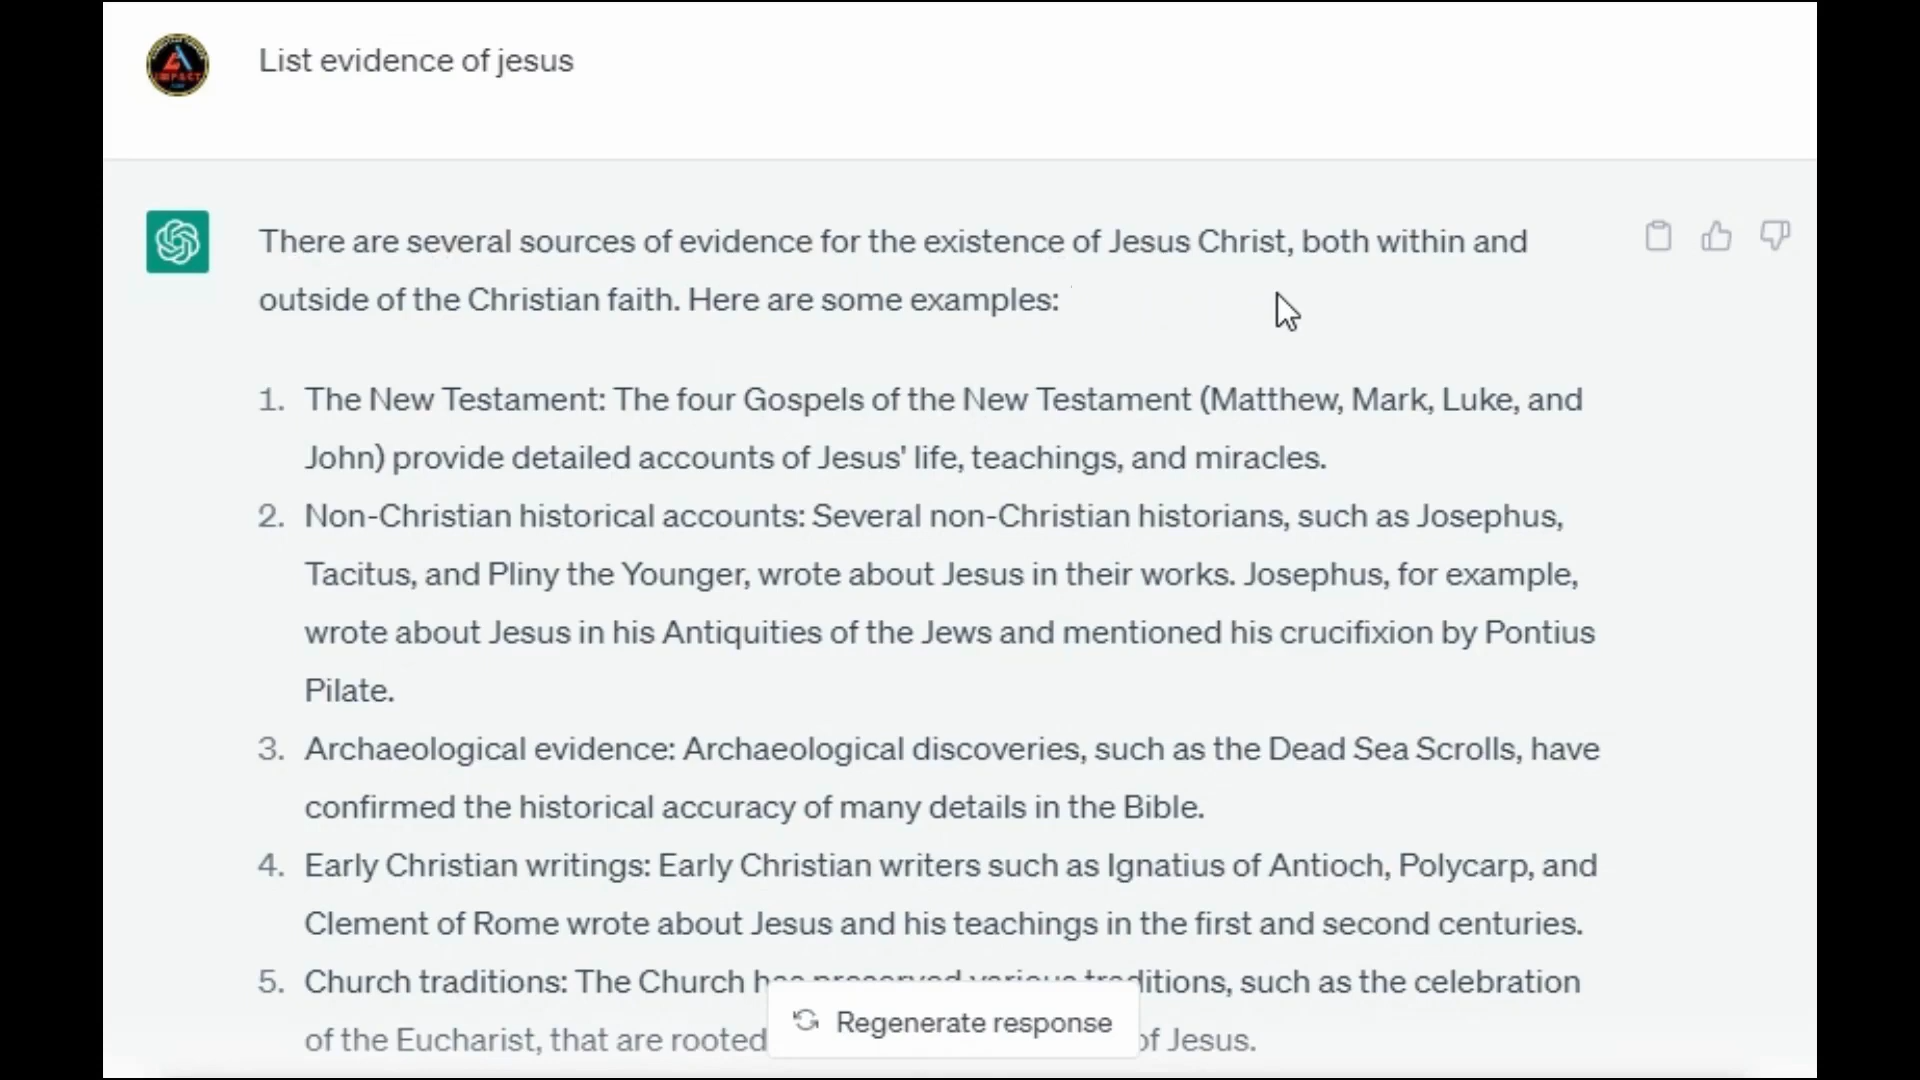 List evidence of jesus
There are several sources of evidence for the existence of Jesus Christ, both within and
outside of the Christian faith. Here are some examples:
1. The New Testament: The four Gospels of the New Testament (Matthew, Mark, Luke, and
John) provide detailed accounts of Jesus' life, teachings, and miracles.
2. Non-Christian historical accounts: Several non-Christian historians, such as Josephus,
Tacitus, and Pliny the Younger, wrote about Jesus in their works. Josephus, for example,
wrote about Jesus in his Antiquities of the Jews and mentioned his crucifixion by Pontius
Pilate.
3. Archaeological evidence: Archaeological discoveries, such as the Dead Sea Scrolls, have
confirmed the historical accuracy of many details in the Bible.
4. Early Christian writings: Early Christian writers such as Ignatius of Antioch, Polycarp, and
Clement of Rome wrote about Jesus and his teachings in the first and second centuries.
5. Church traditions: The Church has preserved various traditions, such as the celebration
of the Eucharist, that are rooted of Jesus.
Regenerate response
IMPACT